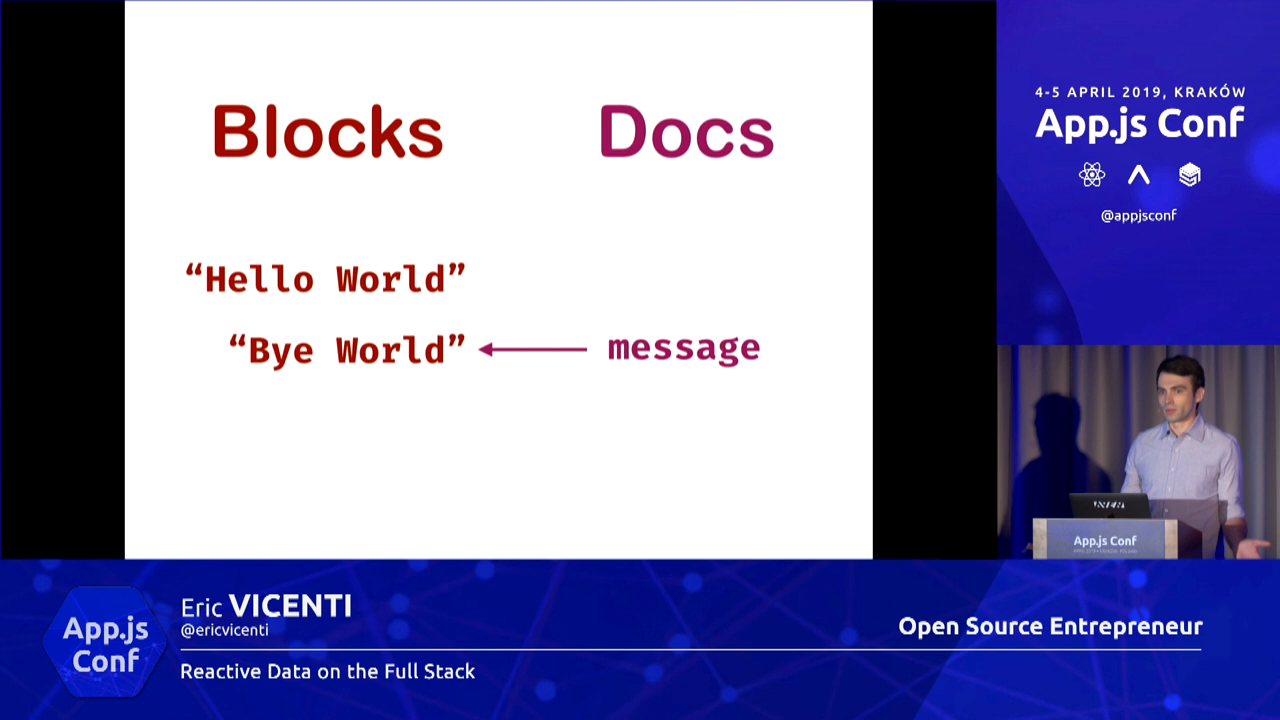 Blocks
Docs
“Hello World”
“Bye World”
message
4-5 APRIL 2019, KRAKÓW
App.js Conf
@appjsconf
App.js Conf
App.js
Conf
Eric VICENTI
@ericvicenti
Reactive Data on the Full Stack
Open Source Entrepreneur